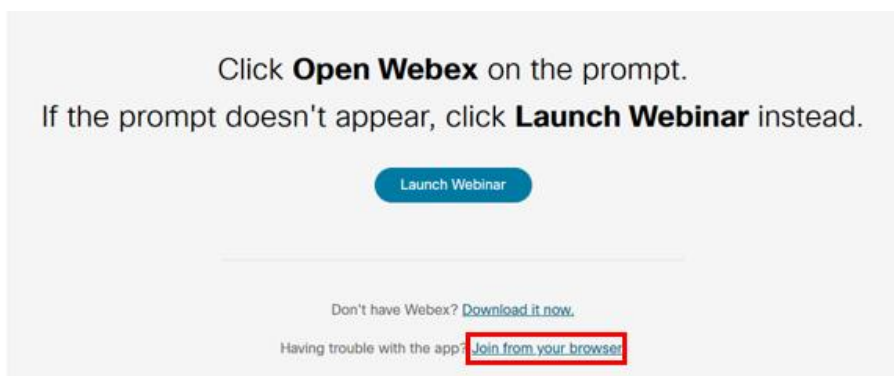 Click Open Webex on the prompt.
If the prompt doesn't appear, click Launch Webinar instead.
Launch Webinar
Don't have Webex? Download it now.
Having trouble with the app? Join from your browser